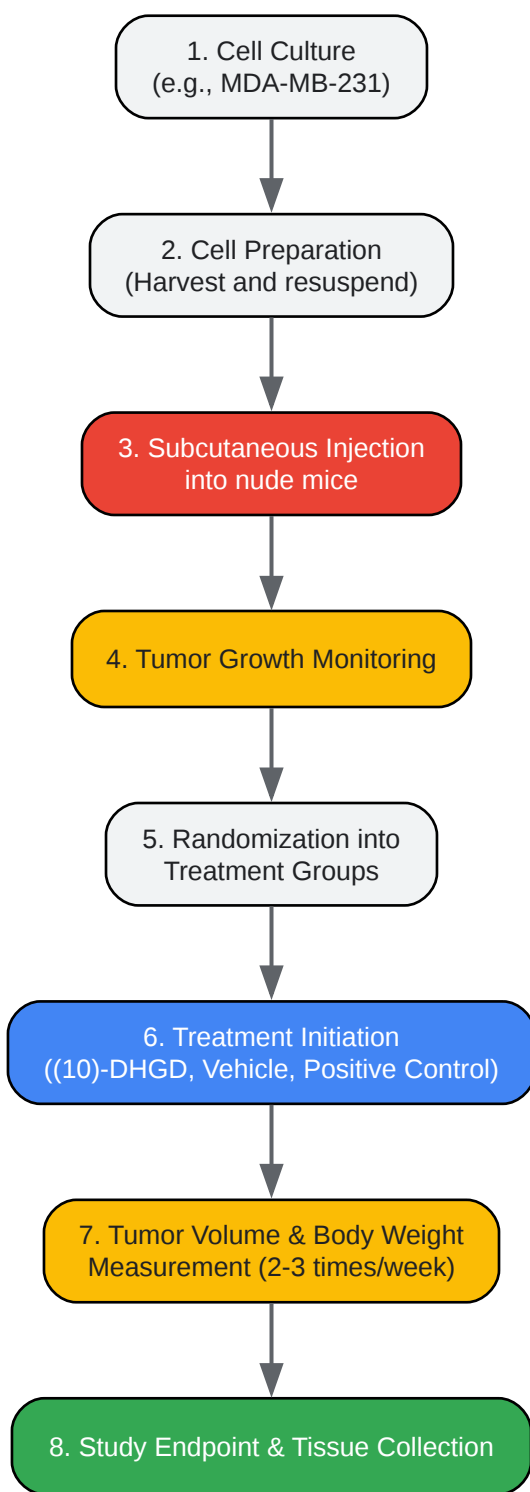 1. Cell Culture
(e.g., MDA-MB-231)
2. Cell Preparation
(Harvest and resuspend)
3. Subcutaneous Injection
into nude mice
4. Tumor Growth Monitoring
5. Randomization into
Treatment Groups
6. Treatment Initiation
((10)-DHGD, Vehicle, Positive Control)
7. Tumor Volume & Body Weight
Measurement (2-3 times/week)
8. Study Endpoint & Tissue Collection